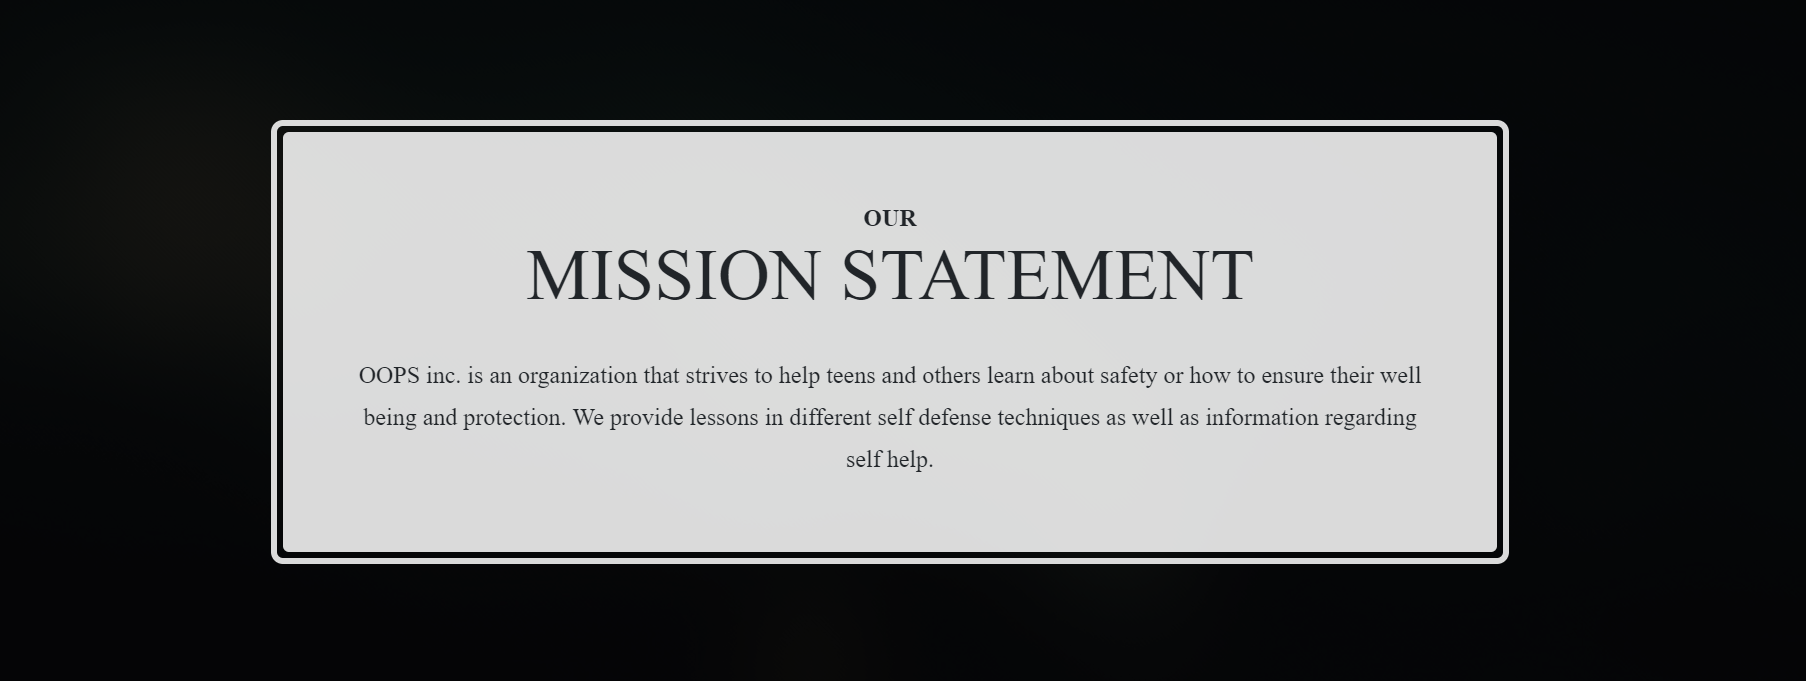 OUR
MISSION STATEMENT
OOPS inc. is an organization that strives to help teens and others learn about safety or how to ensure their well
being and protection. We provide lessons in different self defense techniques as well as information regarding
self help.